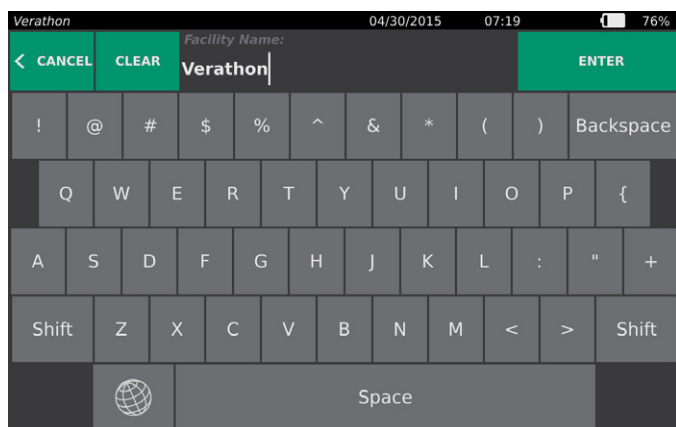 Verathon 04/30/2015 07:19 76%
< CANCEL CLEAR Facility Name: ENTER
Verathon
! @ # $ % ^ & * ( ) Backspace
Q W E R T Y U I O P {
A S D F G H J K L : " +
Shift Z X C V B N M < > Shift
Space